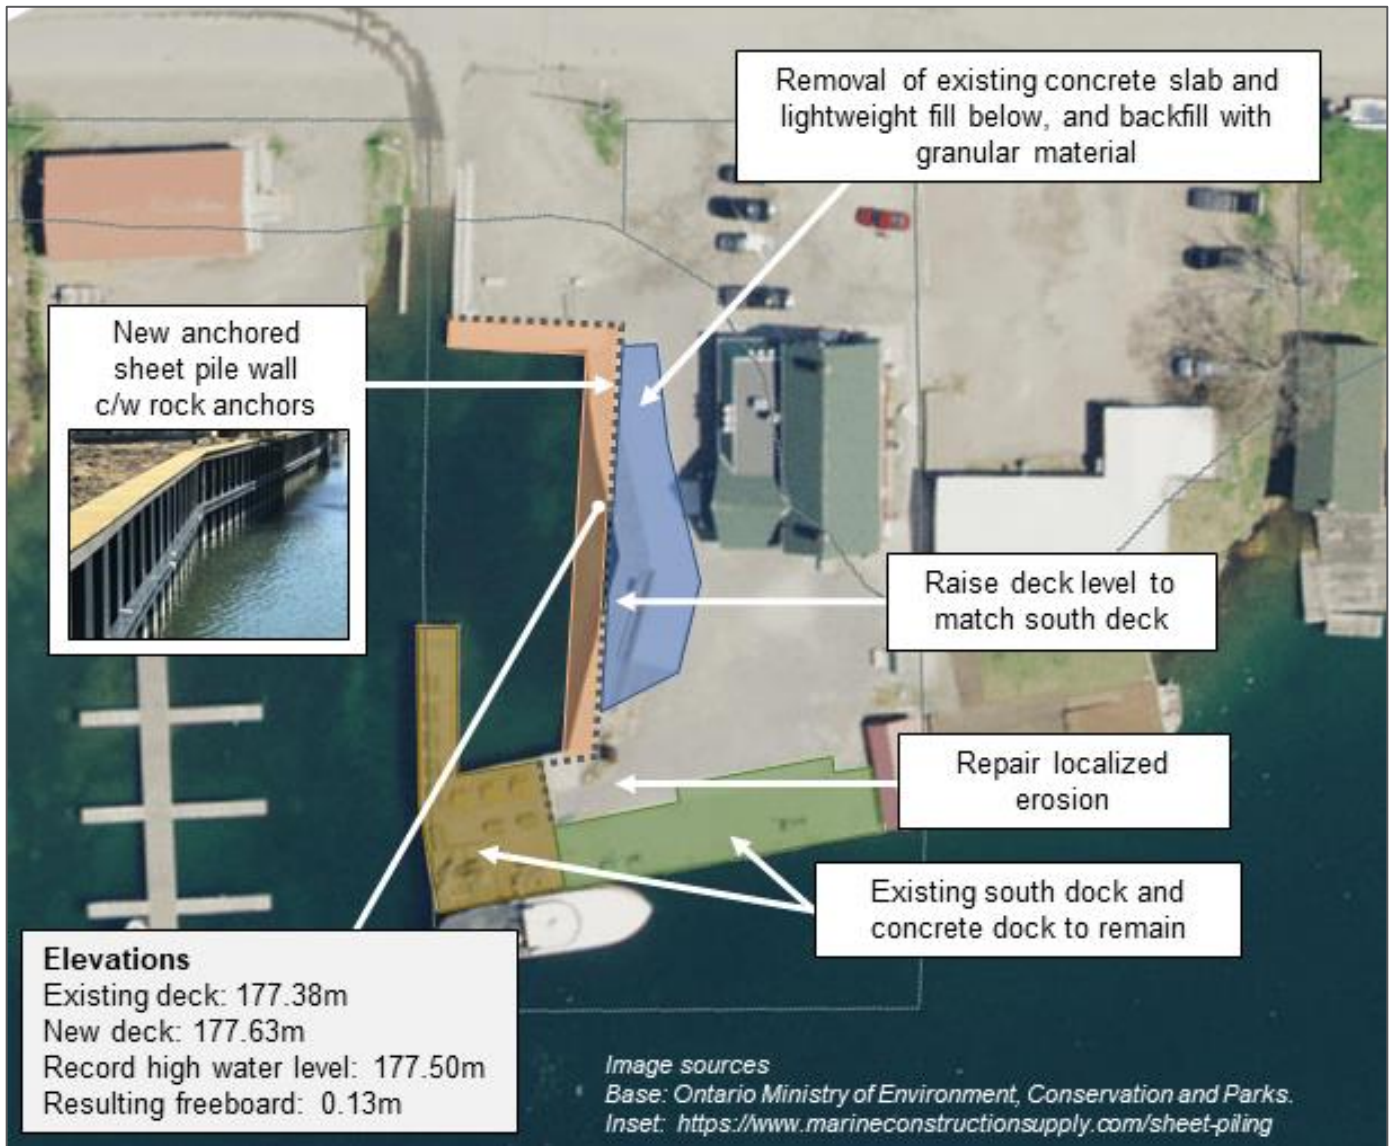 Removal of existing concrete slab and
lightweight fill below, and backfill with
granular material
New anchored
sheet pile wall
c/w rock anchors
Raise deck level to
match south deck
Repair localized
erosion
Existing south dock and
concrete dock to remain
Elevations
Existing deck: 177.38m
New deck: 177.63m
Record high water level: 177.50m
Resulting freeboard: 0.13m
Image sources
Base: Ontario Ministry of Environment, Conservation and Parks.
Inset: https://www.marineconstructionsupply.com/sheet-piling